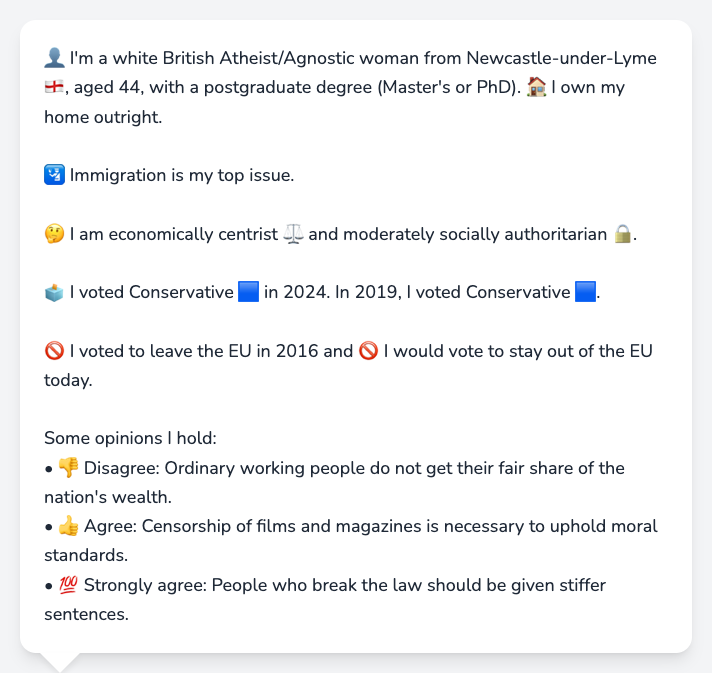 👤 I'm a white British Atheist/Agnostic woman from Newcastle-under-Lyme
🏴󠁧󠁢󠁥󠁮󠁧󠁿, aged 44, with a postgraduate degree (Master's or PhD). 🏠 I own my
home outright.
🛂 Immigration is my top issue.
🤔 I am economically centrist ⚖️ and moderately socially authoritarian 🔒.
🗳️ I voted Conservative 🟦 in 2024. In 2019, I voted Conservative 🟦.
🚫 I voted to leave the EU in 2016 and 🚫 I would vote to stay out of the EU
today.
Some opinions I hold:
• 👎 Disagree: Ordinary working people do not get their fair share of the
nation's wealth.
• 👍 Agree: Censorship of films and magazines is necessary to uphold moral
standards.
• 💯 Strongly agree: People who break the law should be given stiffer
sentences.